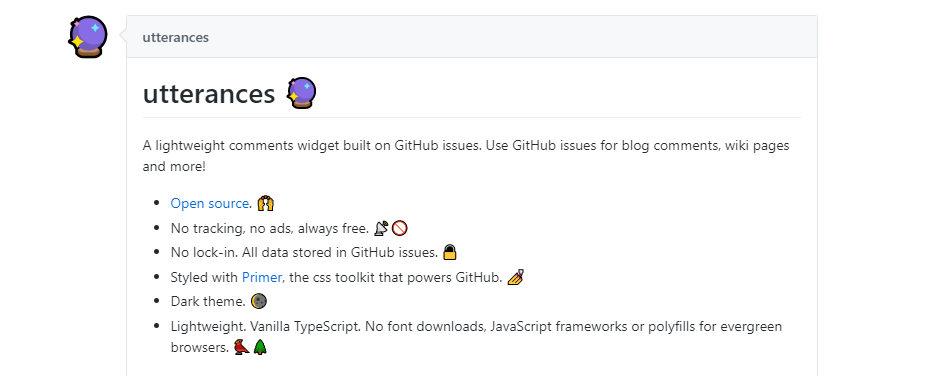 utterances
utterances
A lightweight comments widget built on GitHub issues. Use GitHub issues for blog comments, wiki pages
and more!
Open source.
No tracking, no ads, always free.
No lock-in. All data stored in GitHub issues.
Styled with Primer, the css toolkit that powers GitHub.
Dark theme.
Lightweight. Vanilla TypeScript. No font downloads, JavaScript frameworks or polyfills for evergreen
browsers.